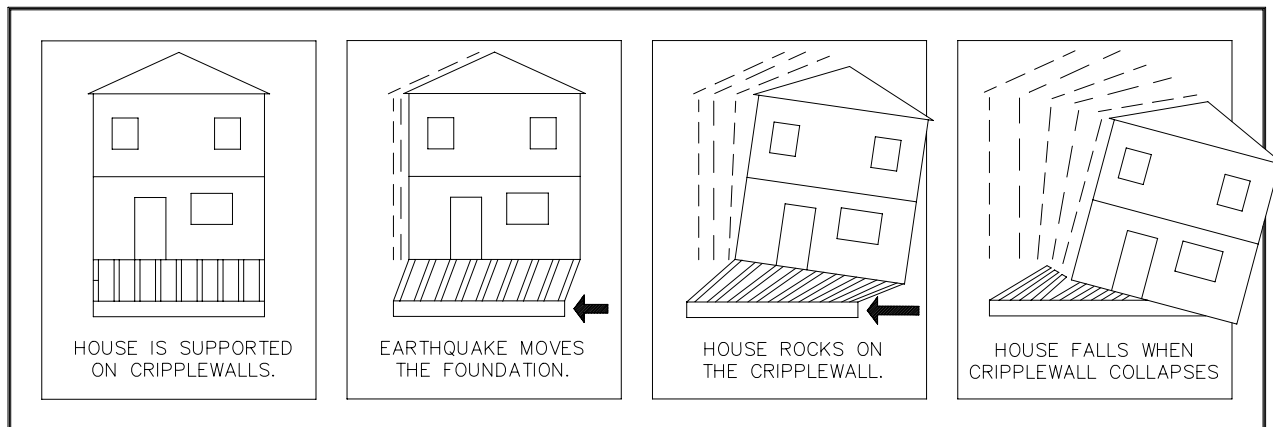 HOUSE IS SUPPORTED
ON CRIPPLEWALLS.
EARTHQUAKE MOVES
THE FOUNDATION.
HOUSE ROCKS ON
THE CRIPPLEWALL.
HOUSE FALLS WHEN
CRIPPLEWALL COLLAPSES